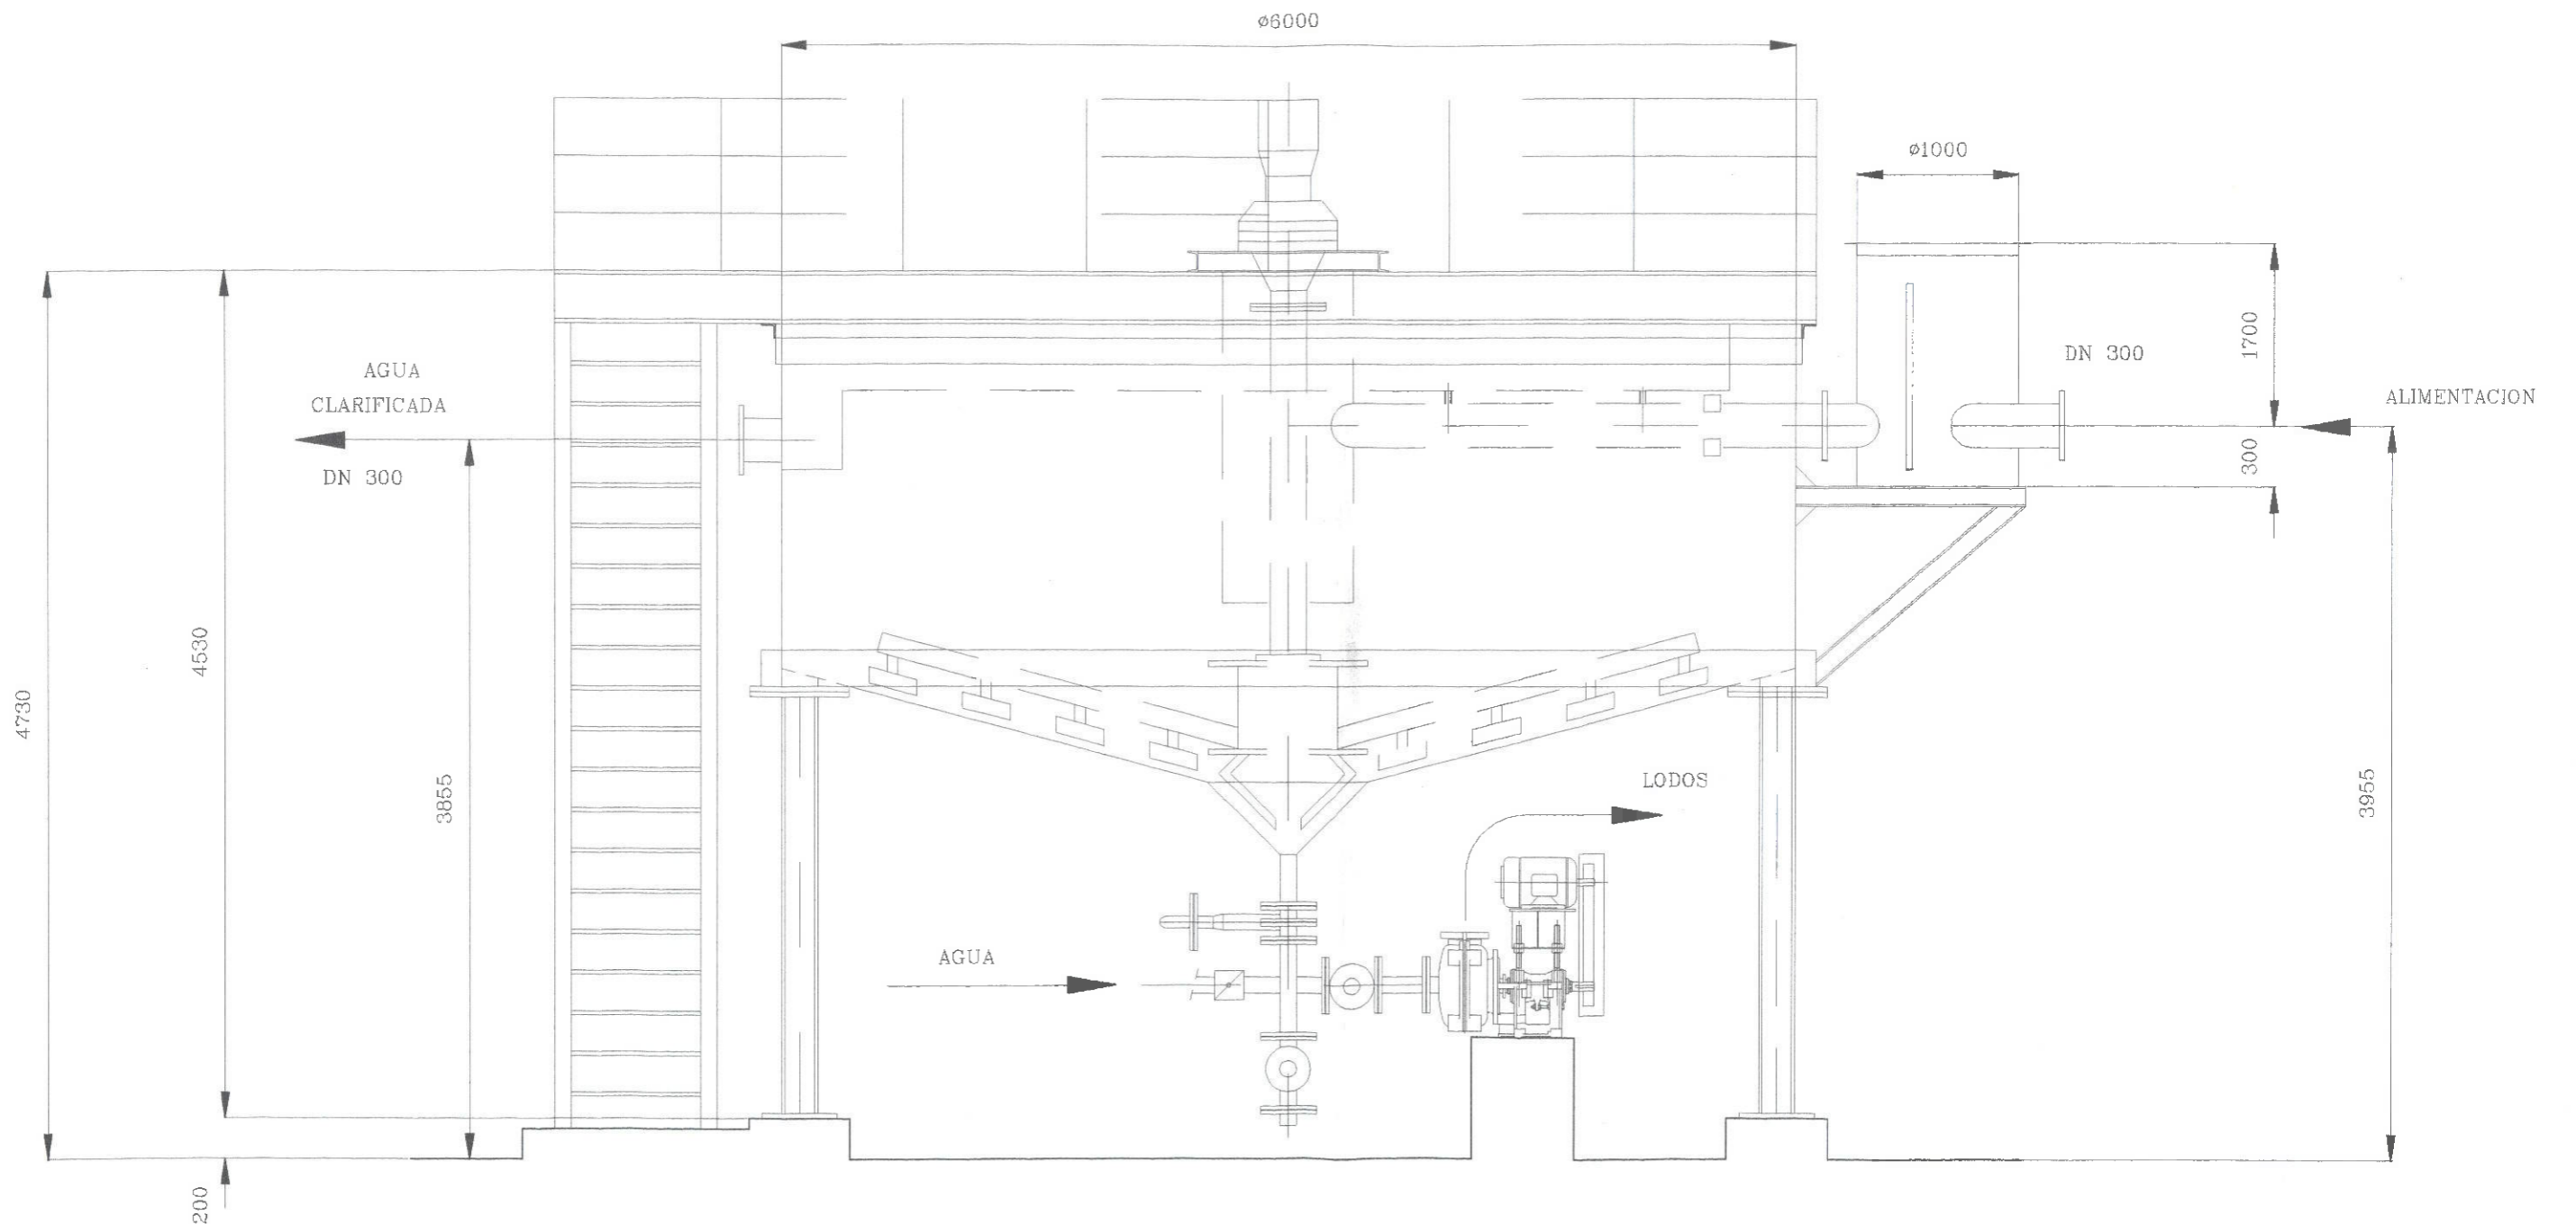 ø6000
ø1000
1700
DN 300
ALIMENTACION
300
AGUA
CLARIFICADA
DN 300
4530
4730
3855
3955
LODOS
AGUA
200